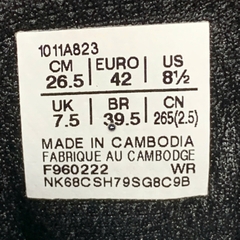 1011A823
CM EURO US
26.5 42 8½
UK BR CN
7.5 39.5 265(2.5)
MADE IN CAMBODIA
FABRIQUE AU CAMBODGE
F960222 WR
NK68CSH79SG8C9B